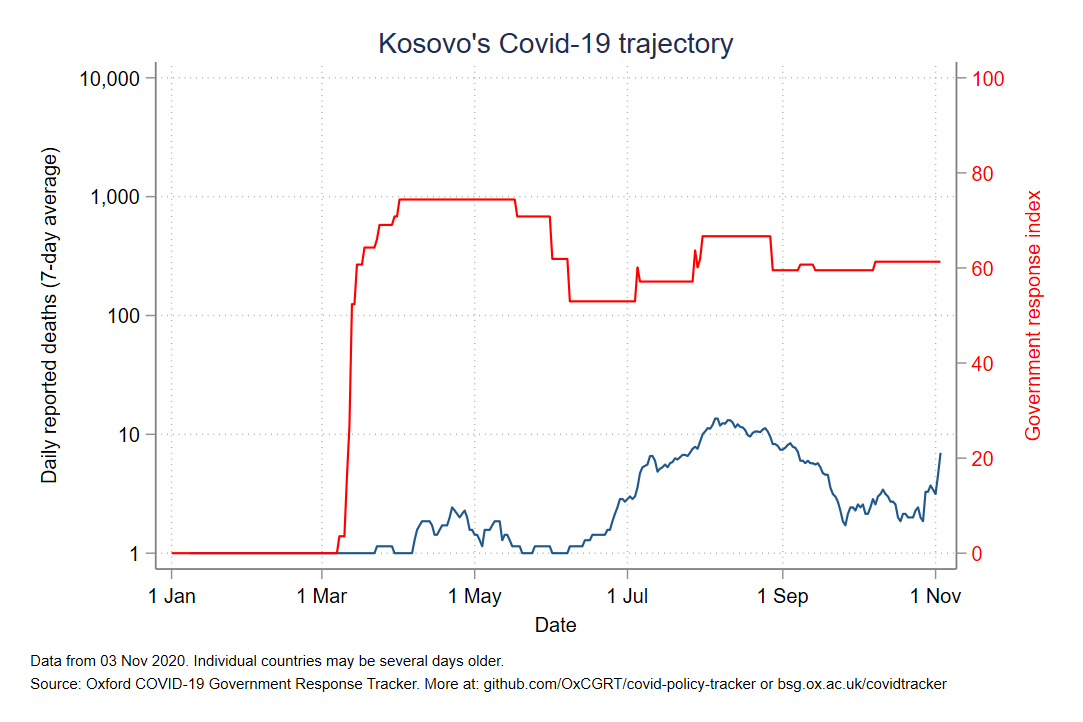 Kosovo's Covid-19 trajectory
Daily reported deaths (7-day average)
10,000
1,000
100
10
1
100
80
60
40
20
0
Government response index
1 Jan 1 Mar 1 May 1 Jul 1 Sep 1 Nov
Date
Data from 03 Nov 2020. Individual countries may be several days older.
Source: Oxford COVID-19 Government Response Tracker. More at: github.com/OxCGRT/covid-policy-tracker or bsg.ox.ac.uk/covidtracker